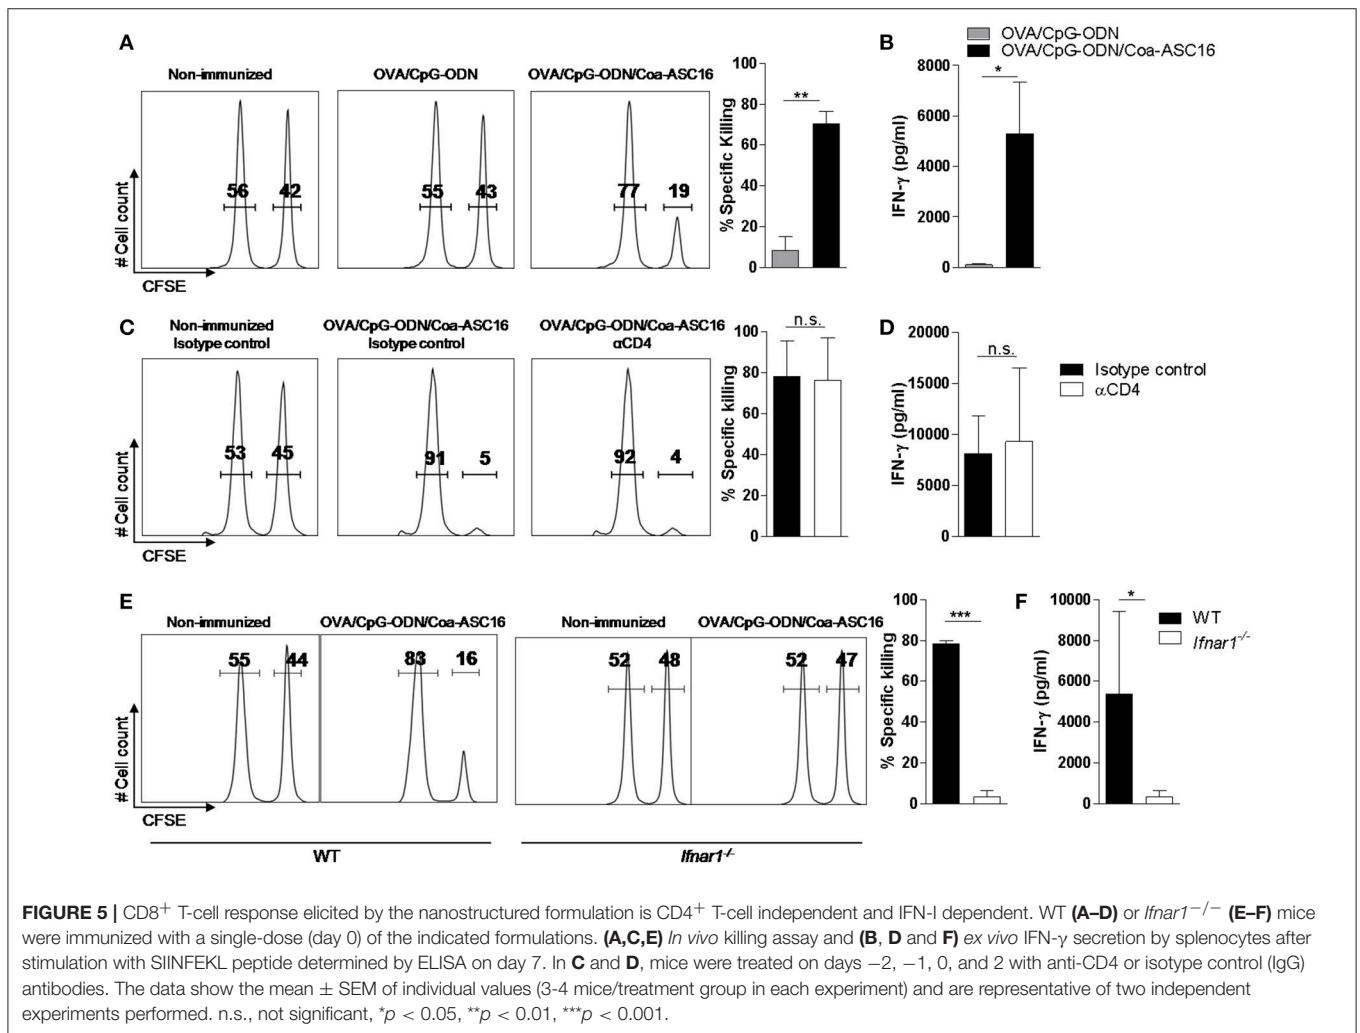 A
Non-immunized
OVA/CpG-ODN
OVA/CpG-ODN/Coa-ASC16
56
42
55
43
77
19
# Cell count
CFSE
% Specific Killing
100
80
60
40
20
0
**
B
OVA/CpG-ODN
OVA/CpG-ODN/Coa-ASC16
IFN-γ (pg/ml)
8000
6000
4000
2000
0
*
C
Non-immunized
Isotype control
OVA/CpG-ODN/Coa-ASC16
Isotype control
OVA/CpG-ODN/Coa-ASC16
αCD4
53
45
91
5
92
4
# Cell count
CFSE
% Specific killing
100
80
60
40
20
0
n.s.
D
IFN-γ (pg/ml)
20000
15000
10000
5000
0
n.s.
Isotype control
αCD4
E
Non-immunized
OVA/CpG-ODN/Coa-ASC16
Non-immunized
OVA/CpG-ODN/Coa-ASC16
55
44
83
16
52
48
52
47
# Cell count
CFSE
WT
Ifnar1-/-
% Specific killing
100
80
60
40
20
0
***
F
IFN-γ (pg/ml)
10000
8000
6000
4000
2000
0
*
WT
Ifnar1-/-
FIGURE 5 | CD8+ T-cell response elicited by the nanostructured formulation is CD4+ T-cell independent and IFN-I dependent. WT (A–D) or Ifnar1−/− (E–F) mice
were immunized with a single-dose (day 0) of the indicated formulations. (A,C,E) In vivo killing assay and (B, D and F) ex vivo IFN-γ secretion by splenocytes after
stimulation with SIINFEKL peptide determined by ELISA on day 7. In C and D, mice were treated on days −2, −1, 0, and 2 with anti-CD4 or isotype control (IgG)
antibodies. The data show the mean ± SEM of individual values (3-4 mice/treatment group in each experiment) and are representative of two independent
experiments performed. n.s., not significant, *p < 0.05, **p < 0.01, ***p < 0.001.